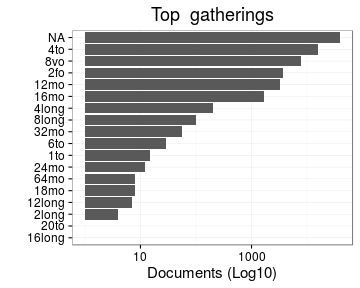 Top gatherings
NA
4to
8vo
2fo
12mo
16mo
4long
8long
32mo
6to
1to
24mo
64mo
18mo
12long
2long
20to
16long
10
1000
Documents (Log10)